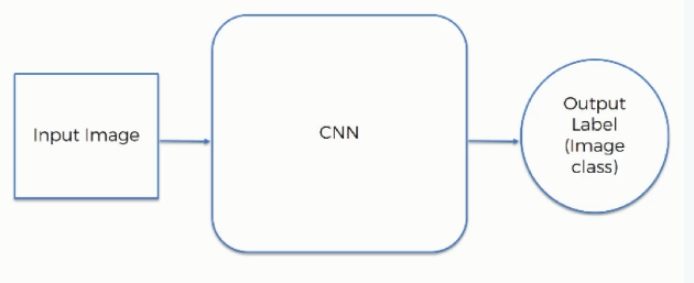 Input Image
CNN
Output
Label
(Image
class)